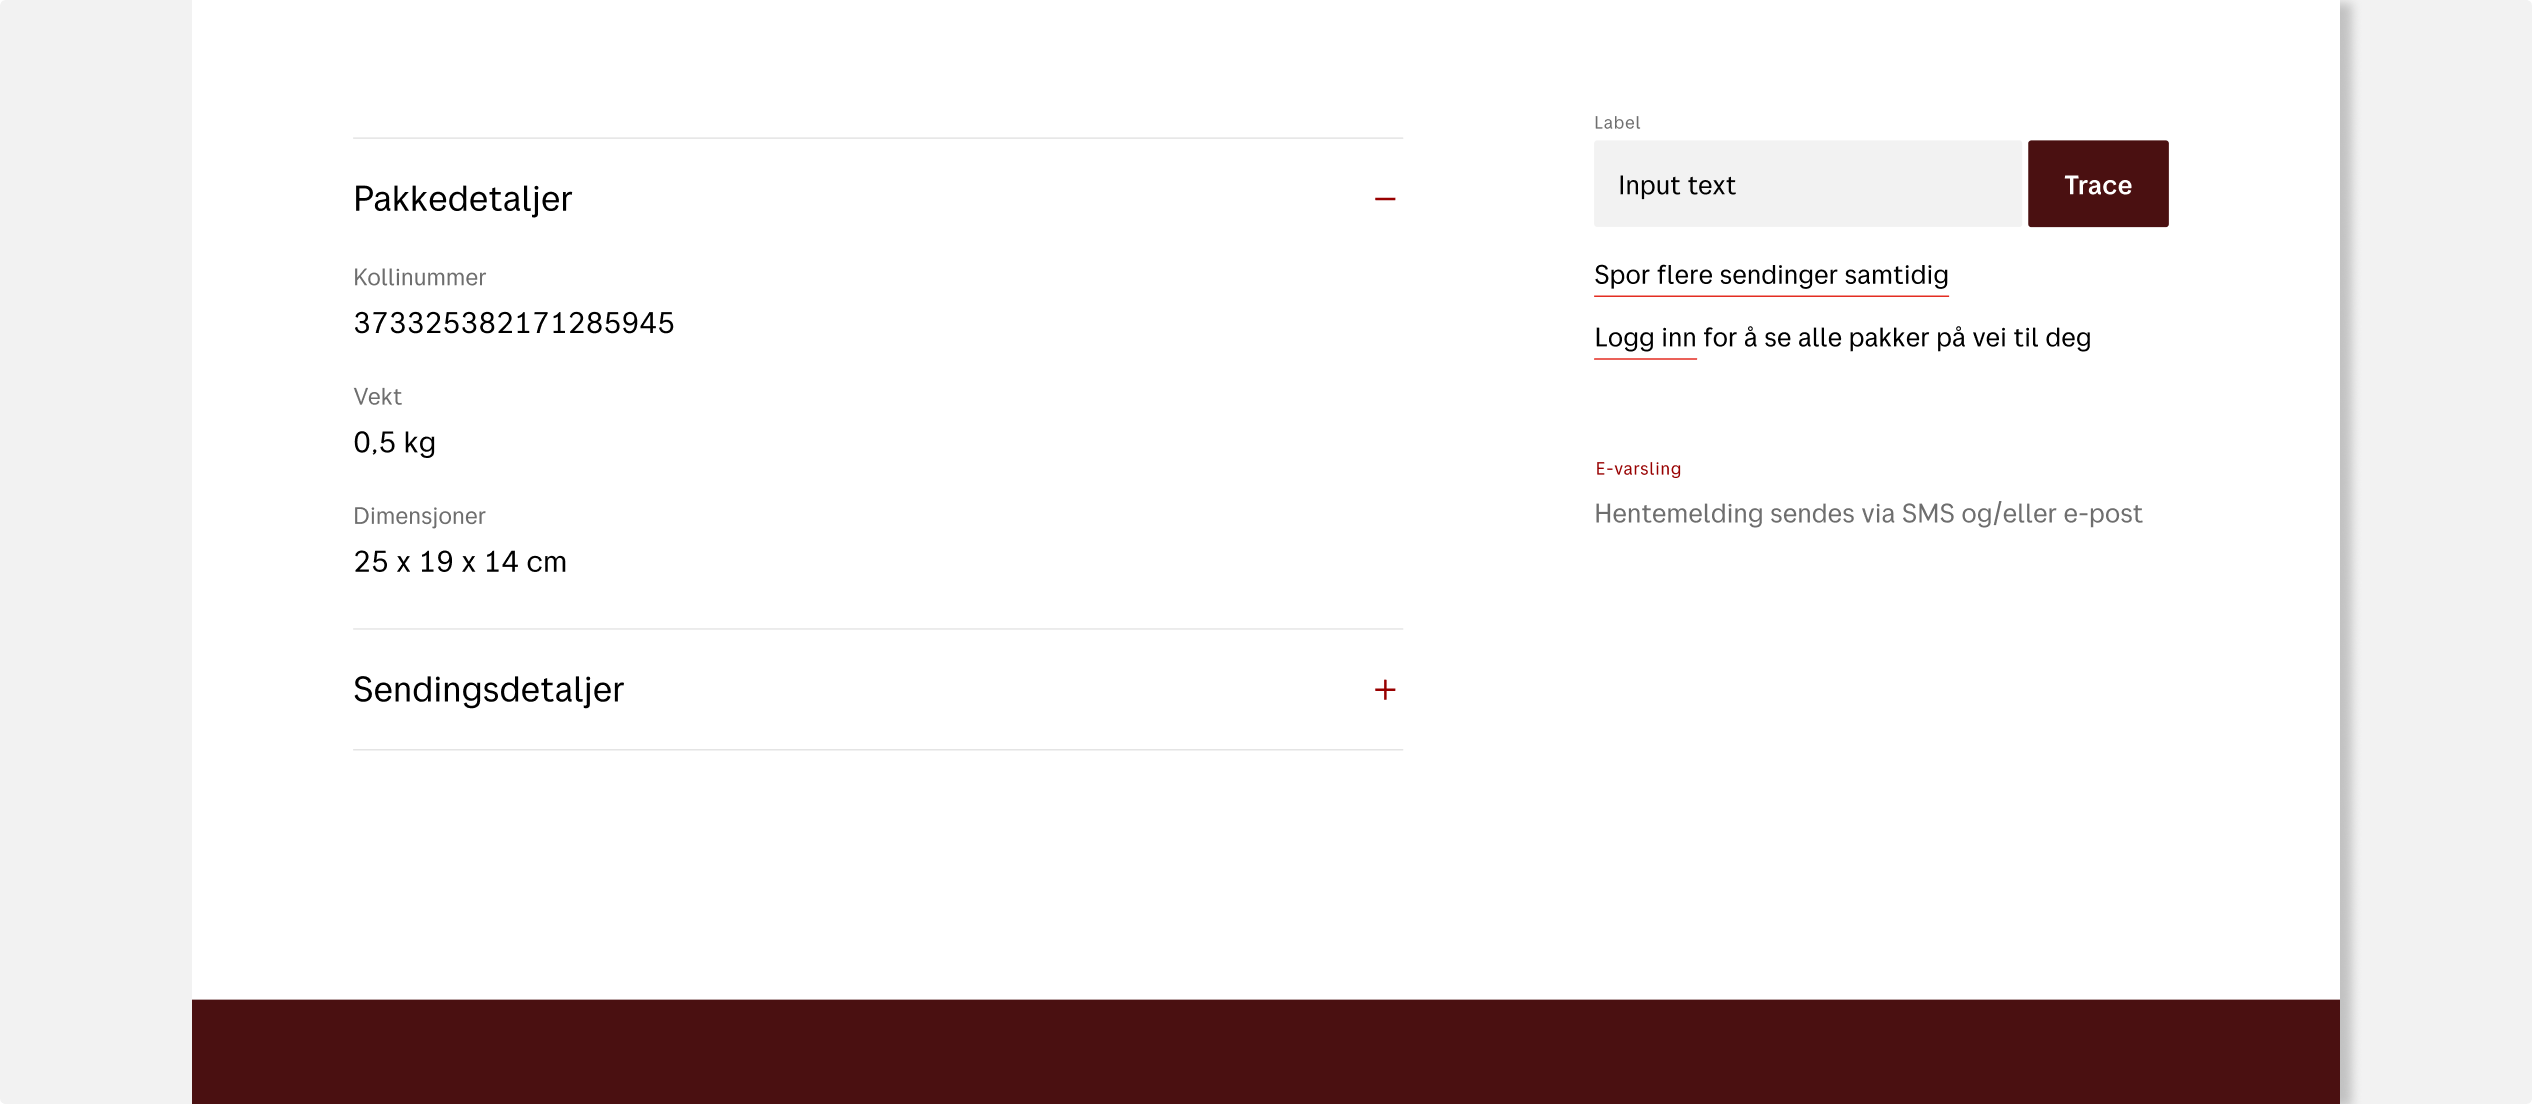 Pakkedetaljer
Kollinummer
373325382171285945
Vekt
0,5 kg
Dimensjoner
25 x 19 x 14 cm
Sendingsdetaljer
Label
Input text
Trace
Spor flere sendinger samtidig
Logg inn for å se alle pakker på vei til deg
E-varsling
Hentemelding sendes via SMS og/eller e-post